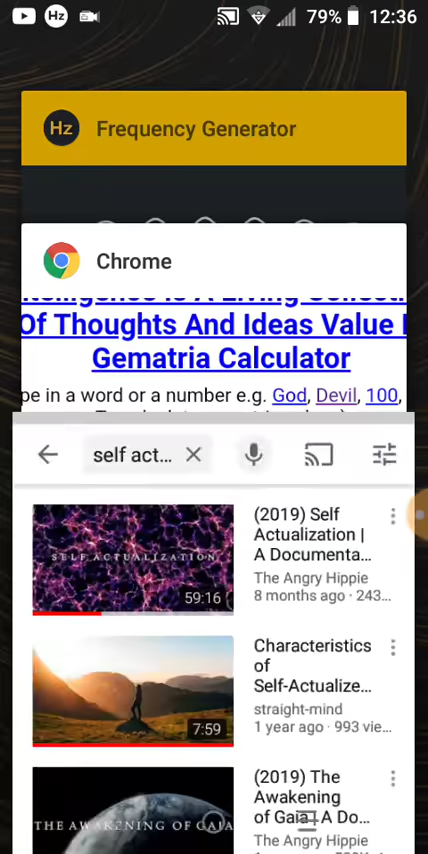 Hz
79%
12:36
Hz
Frequency Generator
Chrome
Of Thoughts And Ideas Value
Gematria Calculator
pe in a word or a number e.g. God, Devil, 100,
self act...
SELF ACTUALIZATION
59:16
(2019) Self
Actualization |
A Documenta...
The Angry Hippie
8 months ago · 243...
7:59
Characteristics
of
Self-Actualize...
straight-mind
1 year ago · 993 vie...
THE AWAKENING OF GAIA
(2019) The
Awakening
of Gaia | A Do...
The Angry Hippie